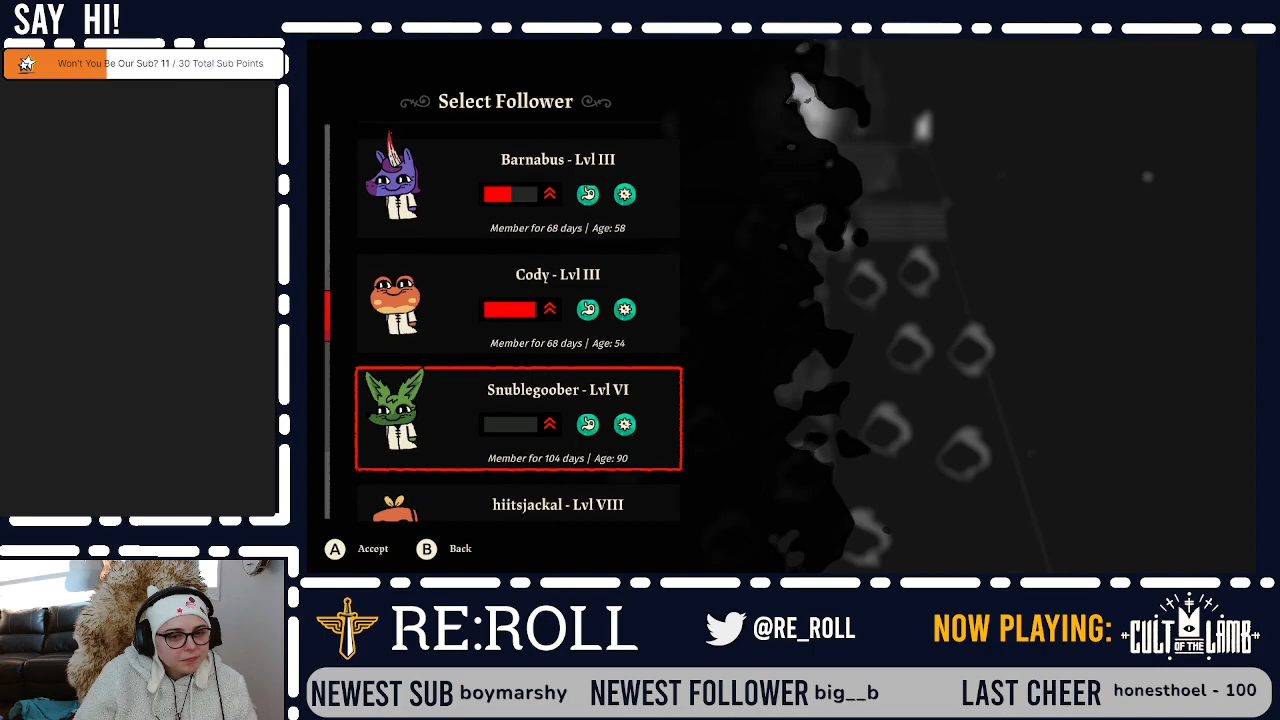 SAY HI!
Won't You Be Our Sub? 11 / 30 Total Sub Points
Select Follower
Barnabus - Lvl III
Member for 68 days | Age: 58
Cody - Lvl III
Member for 68 days | Age: 54
Snublegoober - Lvl VI
Member for 104 days | Age: 90
hiitsjackal - Lvl VIII
A Accept B Back
RE:ROLL
@RE_ROLL
NOW PLAYING:
CULT OF THE LAMB
NEWEST SUB boymarshy NEWEST FOLLOWER big__b LAST CHEER honesthoel - 100